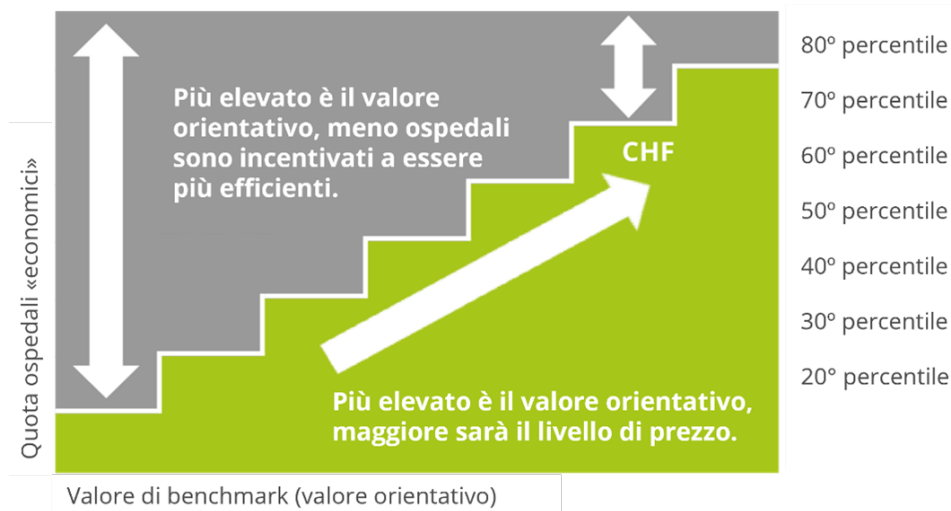 Più elevato è il valore
orientativo, meno ospedali
sono incentivati a essere
più efficienti.
CHF
Più elevato è il valore orientativo,
maggiore sarà il livello di prezzo.
80º percentile
70º percentile
60º percentile
50º percentile
40º percentile
30º percentile
20° percentile
Quota ospedali «economici»
Valore di benchmark (valore orientativo)